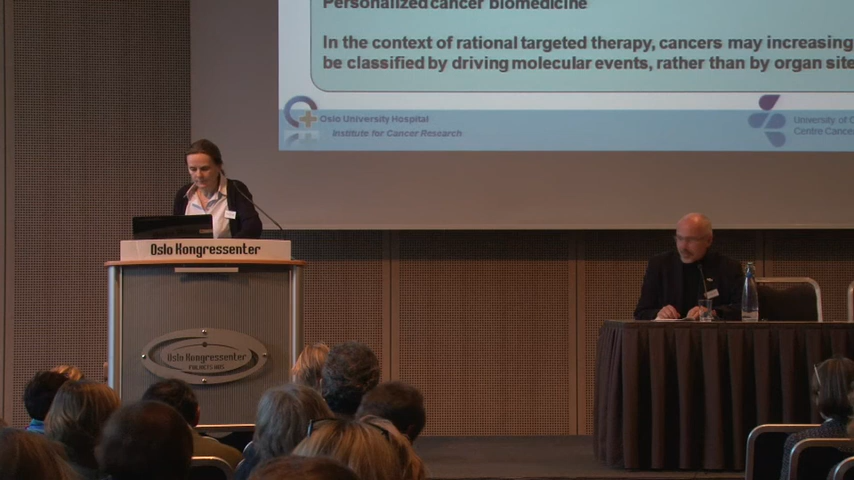 Personalized cancer biomedicine
In the context of rational targeted therapy, cancers may increasing
be classified by driving molecular events, rather than by organ site
Oslo University Hospital
Institute for Cancer Research
University of
Centre Cance
Oslo Kongressenter
Oslo Kongressenter